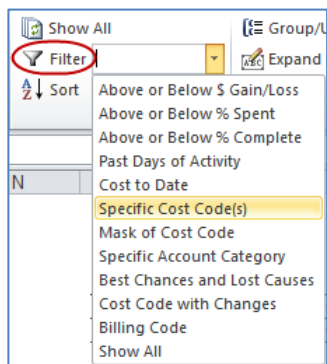 Show All
Group/U
Filter
Expand
Sort
Above or Below $ Gain/Loss
Above or Below % Spent
Above or Below % Complete
Past Days of Activity
Cost to Date
N
Specific Cost Code(s)
Mask of Cost Code
Specific Account Category
Best Chances and Lost Causes
Cost Code with Changes
Billing Code
Show All